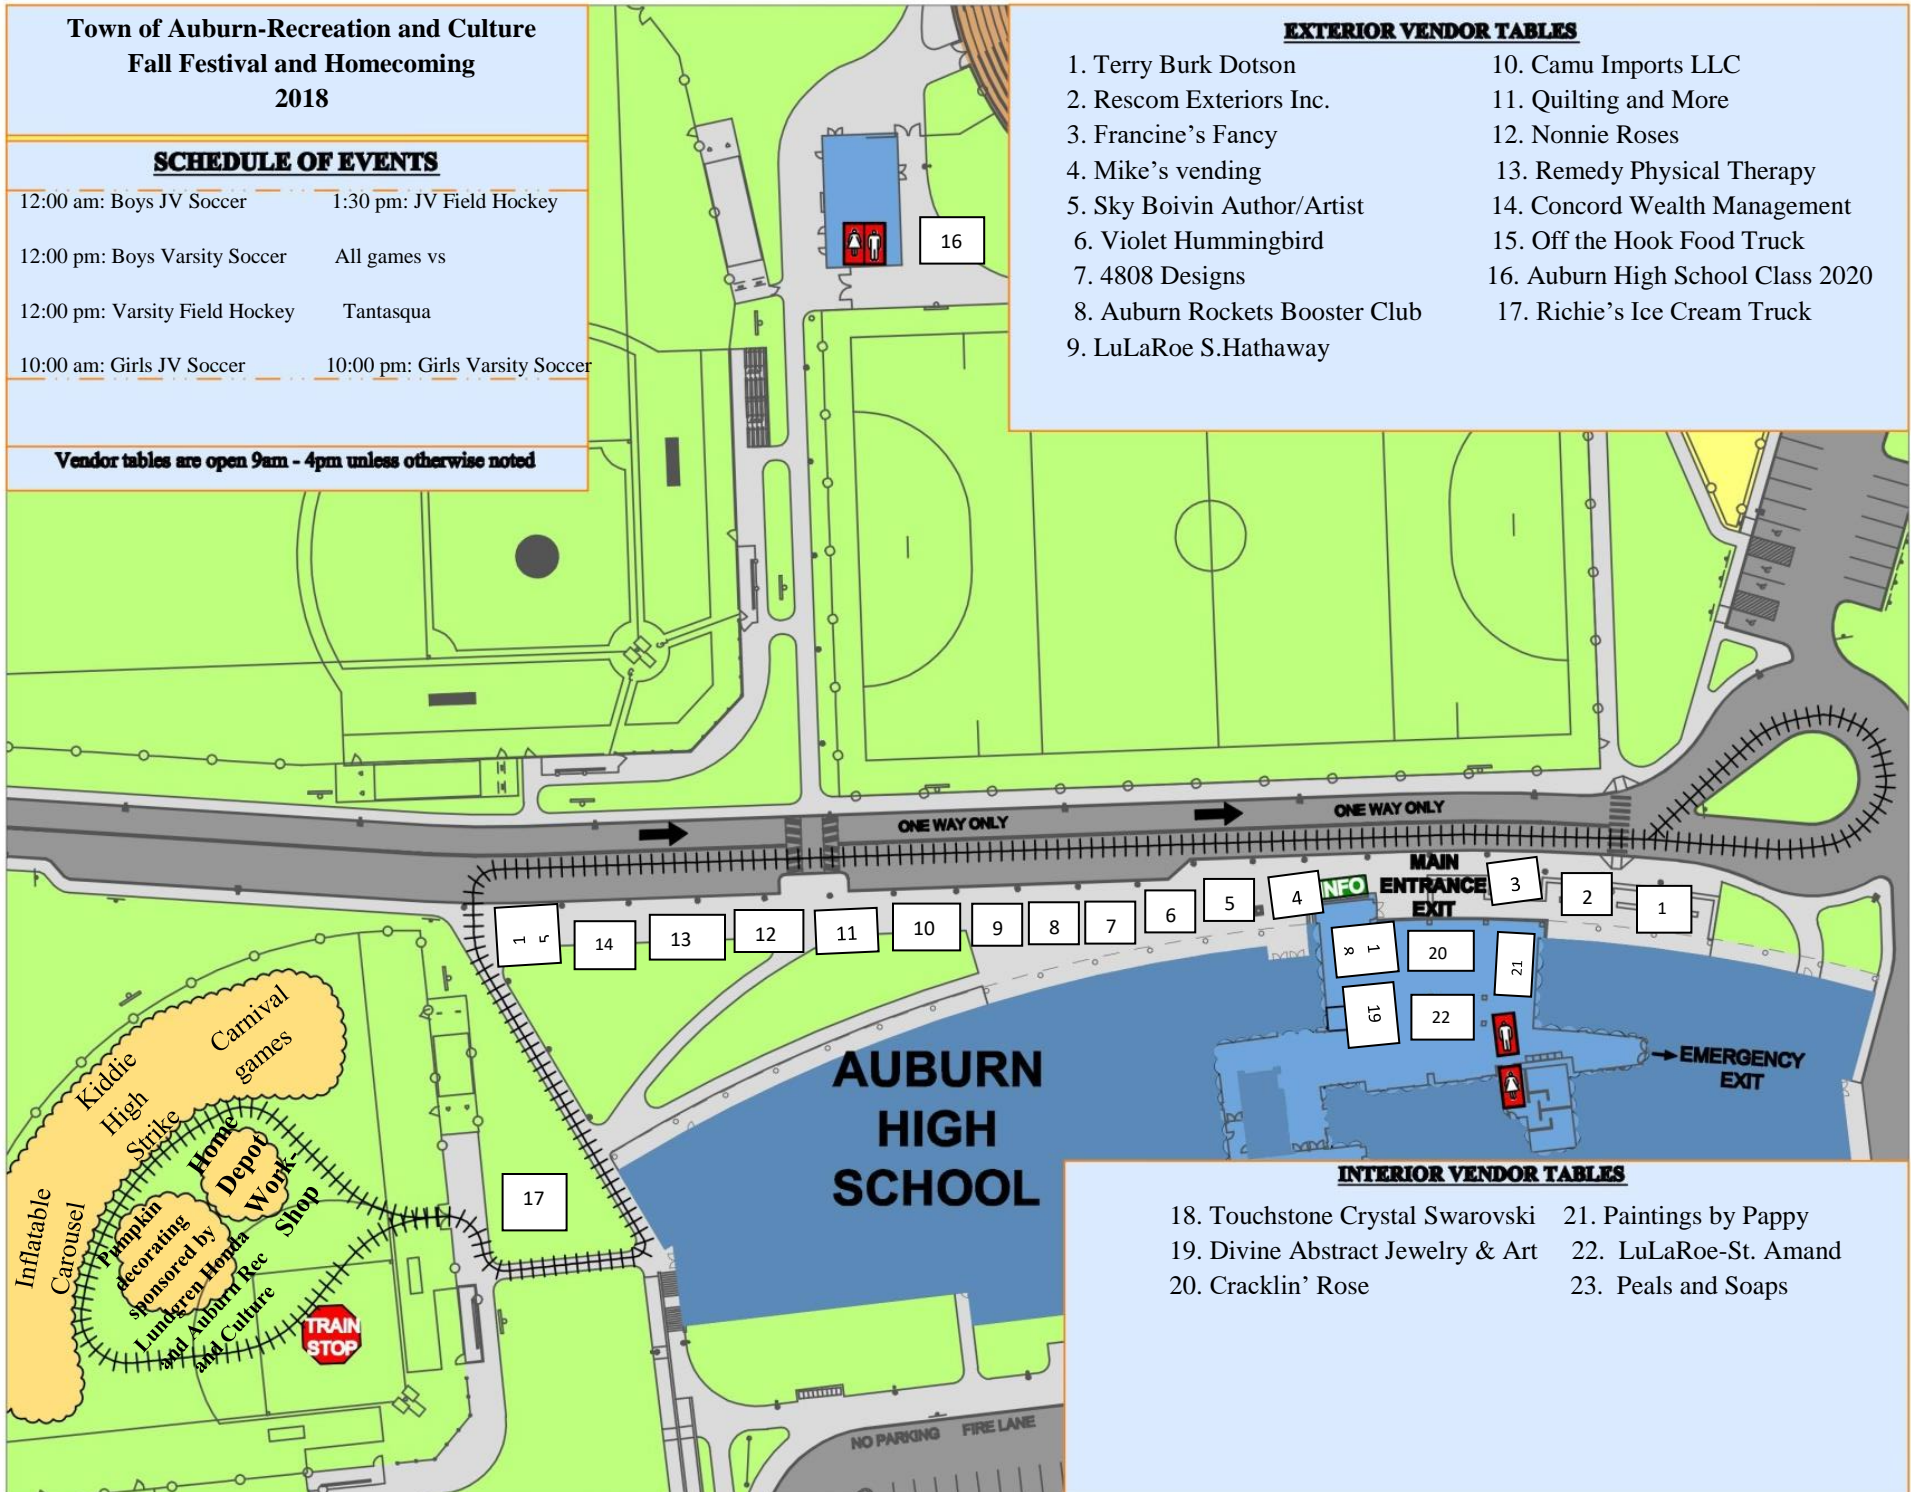 Town of Auburn-Recreation and Culture
Fall Festival and Homecoming
2018
SCHEDULE OF EVENTS
12:00 am: Boys JV Soccer 1:30 pm: JV Field Hockey
12:00 pm: Boys Varsity Soccer All games vs
12:00 pm: Varsity Field Hockey Tantasqua
10:00 am: Girls JV Soccer 10:00 pm: Girls Varsity Soccer
Vendor tables are open 9am - 4pm unless otherwise noted
EXTERIOR VENDOR TABLES
1. Terry Burk Dotson
2. Rescom Exteriors Inc.
3. Francine's Fancy
4. Mike's vending
5. Sky Boivin Author/Artist
6. Violet Hummingbird
7. 4808 Designs
8. Auburn Rockets Booster Club
9. LuLaRoe S.Hathaway
10. Camu Imports LLC
11. Quilting and More
12. Nonnie Roses
13. Remedy Physical Therapy
14. Concord Wealth Management
15. Off the Hook Food Truck
16. Auburn High School Class 2020
17. Richie's Ice Cream Truck
16
ONE WAY ONLY
ONE WAY ONLY
MAIN
ENTRANCE
EXIT
INFO
15
14
13
12
11
10
9
8
7
6
5
4
3
2
1
18
20
21
19
22
EMERGENCY
EXIT
AUBURN
HIGH
SCHOOL
17
Carnival
games
Kiddie
High
Strike
Inflatable
Carousel
Home
Depot
Work-
Shop
Pumpkin
decorating
sponsored by
Lundgren Honda
and Auburn Rec
and Culture
TRAIN
STOP
NO PARKING FIRE LANE
INTERIOR VENDOR TABLES
18. Touchstone Crystal Swarovski
19. Divine Abstract Jewelry & Art
20. Cracklin' Rose
21. Paintings by Pappy
22. LuLaRoe-St. Amand
23. Peals and Soaps